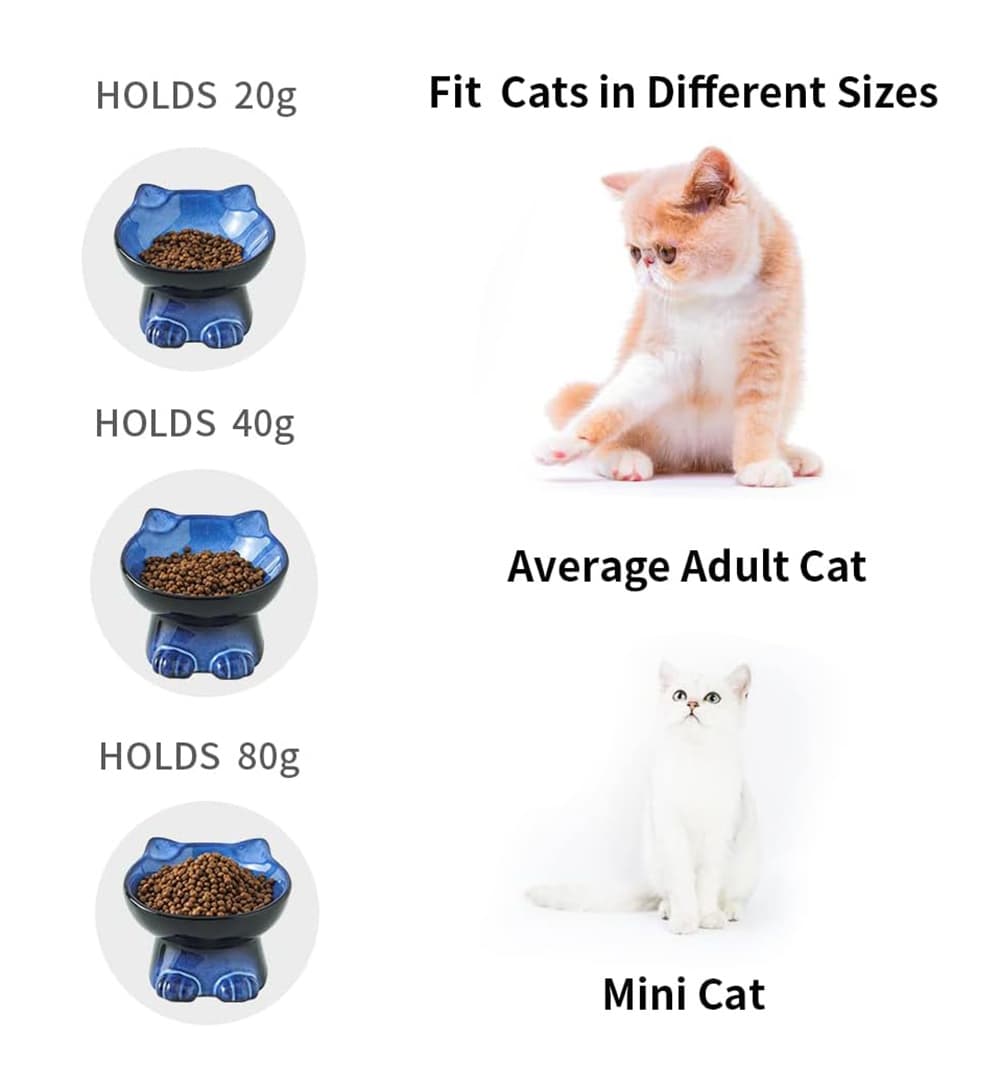 HOLDS 20g
Fit Cats in Different Sizes
HOLDS 40g
Average Adult Cat
HOLDS 80g
Mini Cat